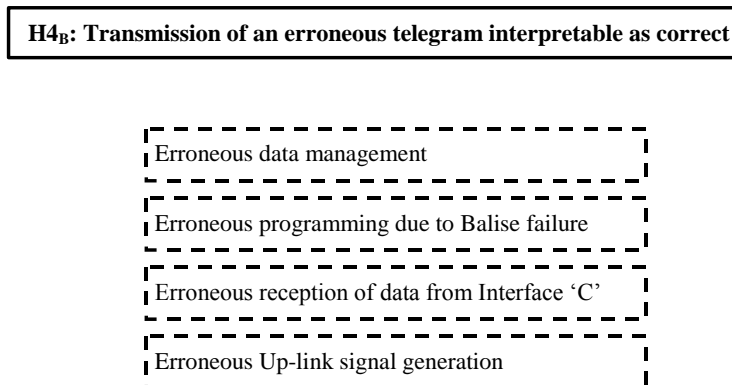 H4B: Transmission of an erroneous telegram interpretable as correct
Erroneous data management
Erroneous programming due to Balise failure
Erroneous reception of data from Interface ‘C’
Erroneous Up-link signal generation